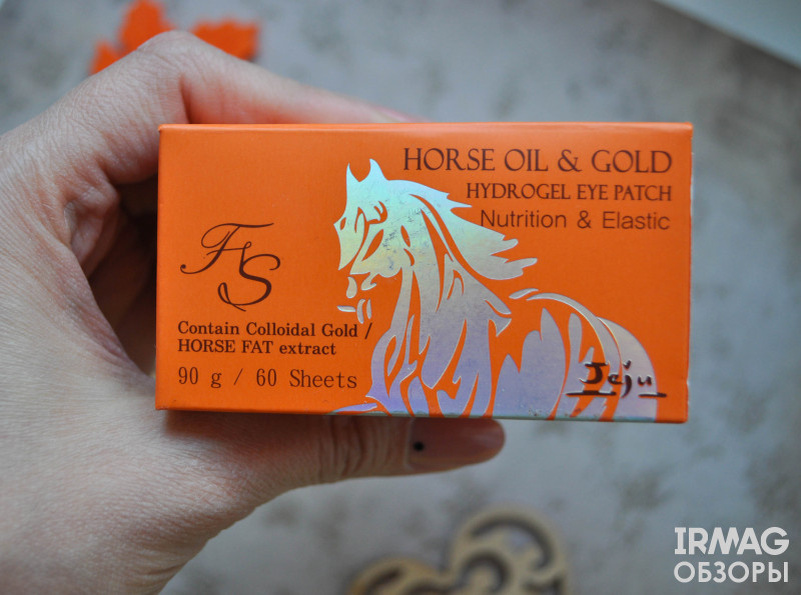 HORSE OIL & GOLD
HYDROGEL EYE PATCH
Nutrition & Elastic
FS
Contain Colloidal Gold /
HORSE FAT extract
90 g / 60 Sheets
Jeju
IRMAG
ОБЗОРЫ